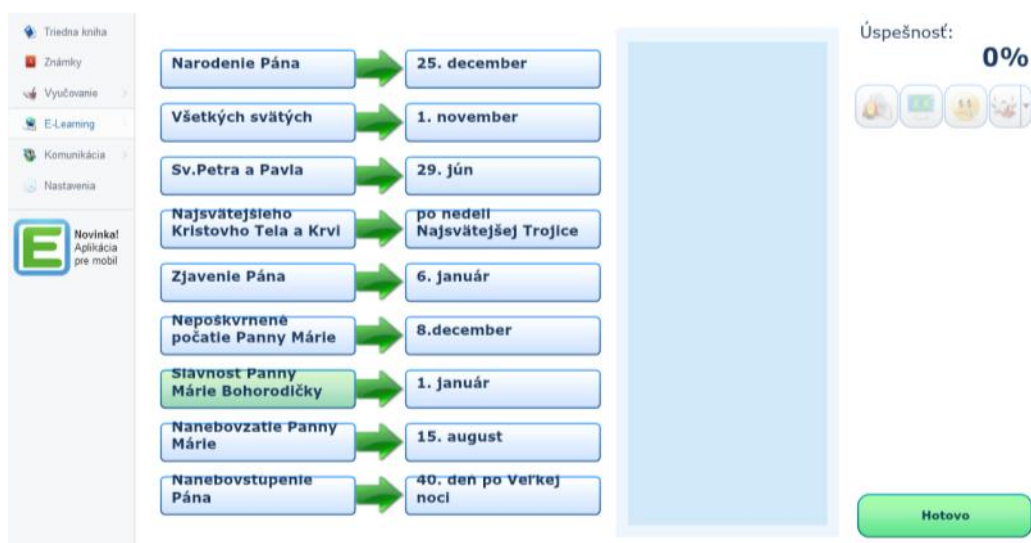 Triedna kniha
Známky
Vyučovanie
E-Learning
Komunikácia
Nastavenia
E
Novinka!
Aplikácia
pre mobil
Narodenie Pána
25. december
Všetkých svätých
1. november
Sv.Petra a Pavla
29. jún
Najsvätejšieho
Kristovho Tela a Krvi
po nedeli
Najsvätejšej Trojice
Zjavenie Pána
6. január
Nepoškvrnené
počatie Panny Márie
8.december
Slávnosť Panny
Márie Bohorodičky
1. január
Nanebovzatie Panny
Márie
15. august
Nanebovstúpenie
Pána
40. deň po Veľkej
noci
Úspešnosť:
0%
Hotovo